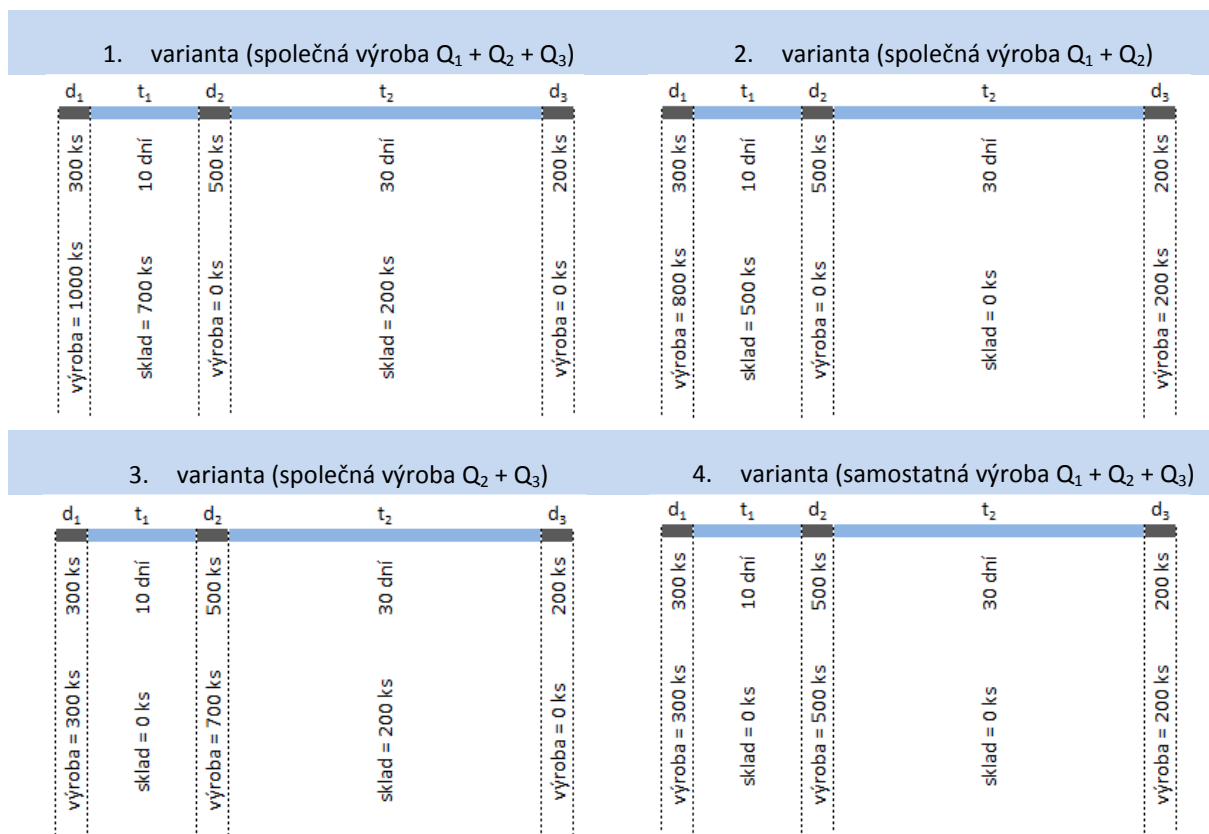 1. varianta (společná výroba Q₁ + Q₂ + Q₃)
d₁ t₁ d₂ t₂ d₃
300 ks
10 dní
500 ks
30 dní
200 ks
výroba = 1000 ks
sklad = 700 ks
výroba = 0 ks
sklad = 200 ks
výroba = 0 ks
2. varianta (společná výroba Q₁ + Q₂)
d₁ t₁ d₂ t₂ d₃
300 ks
10 dní
500 ks
30 dní
200 ks
výroba = 800 ks
sklad = 500 ks
výroba = 0 ks
sklad = 0 ks
výroba = 200 ks
3. varianta (společná výroba Q₂ + Q₃)
d₁ t₁ d₂ t₂ d₃
300 ks
10 dní
500 ks
30 dní
200 ks
výroba = 300 ks
sklad = 0 ks
výroba = 700 ks
sklad = 200 ks
výroba = 0 ks
4. varianta (samostatná výroba Q₁ + Q₂ + Q₃)
d₁ t₁ d₂ t₂ d₃
300 ks
10 dní
500 ks
30 dní
200 ks
výroba = 300 ks
sklad = 0 ks
výroba = 500 ks
sklad = 0 ks
výroba = 200 ks